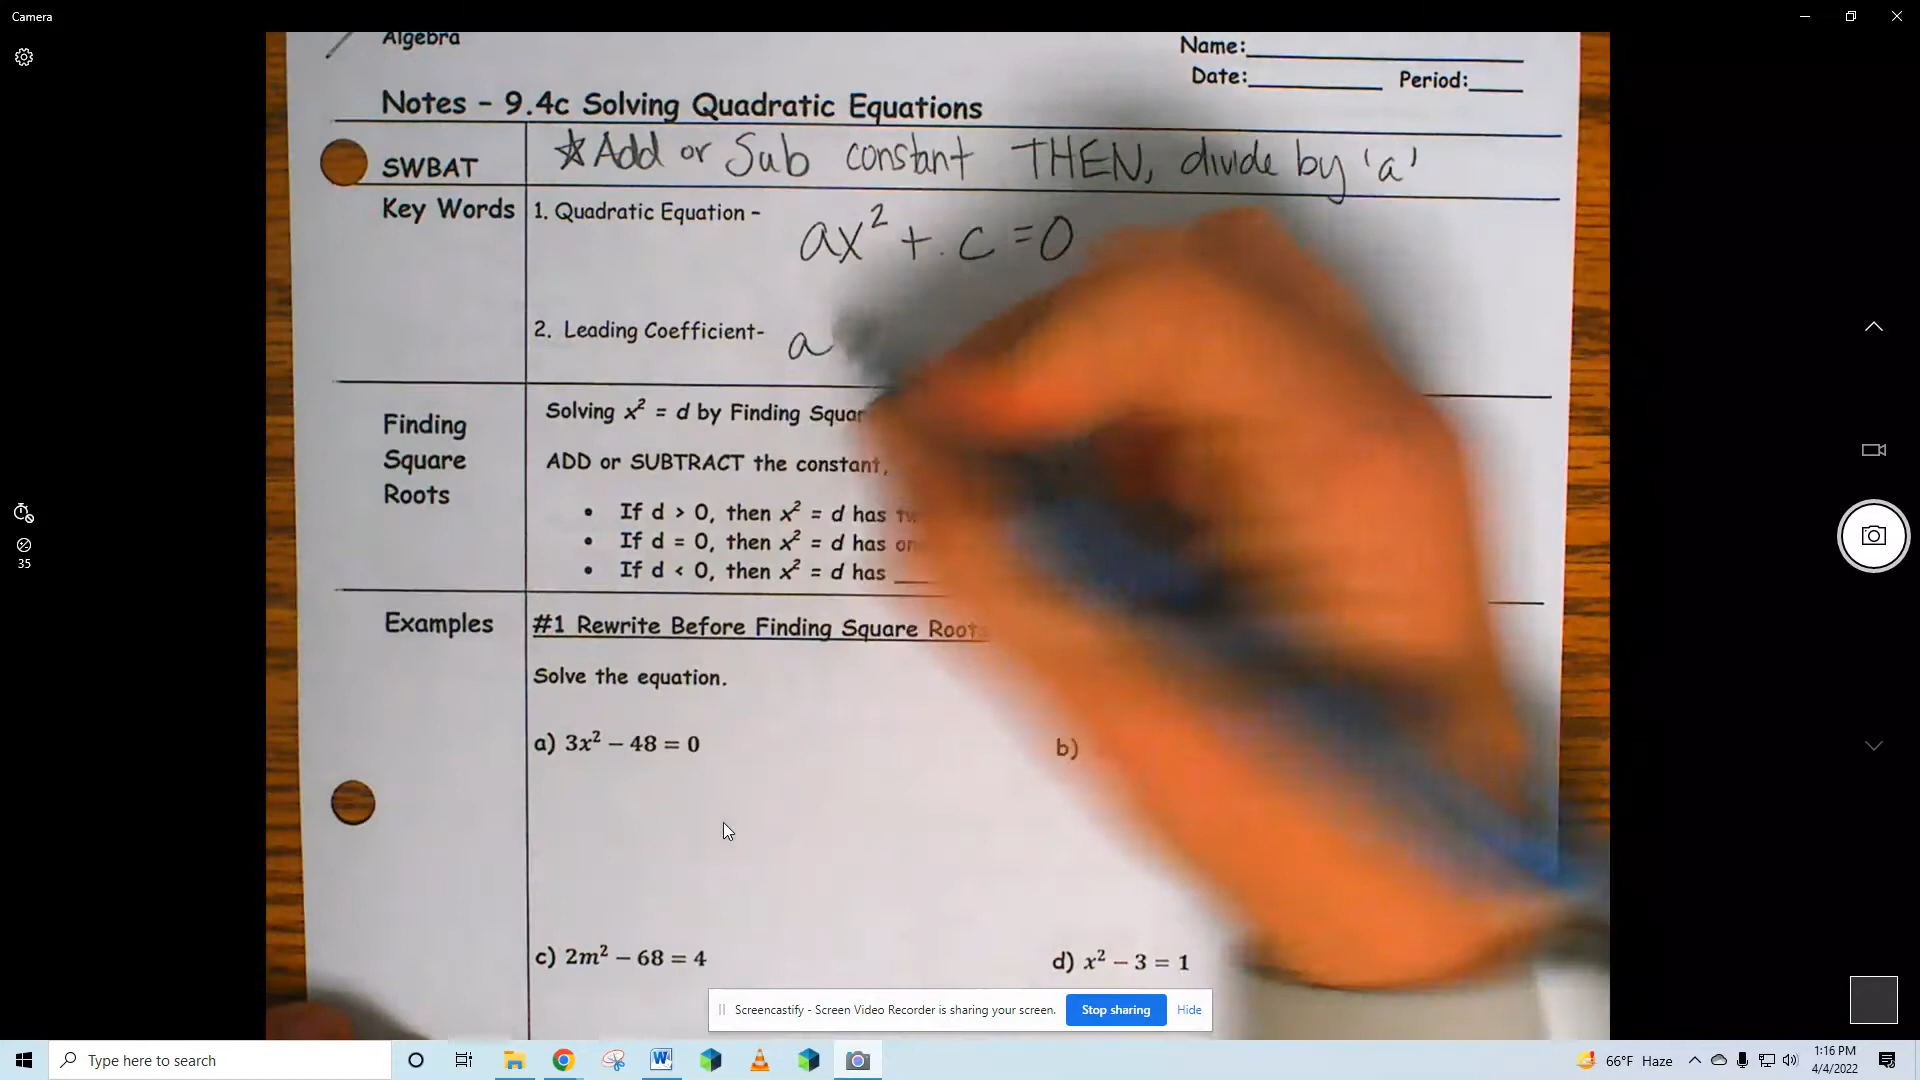 Camera
Algebra
Name:
Date: Period:
Notes - 9.4c Solving Quadratic Equations
SWBAT
☆Add or Sub constant THEN, divide by 'a'
Key Words
1. Quadratic Equation -
ax² + c = 0
2. Leading Coefficient-
a
Finding
Square
Roots
Solving x² = d by Finding Squar
ADD or SUBTRACT the constant,
• If d > 0, then x² = d has
• If d = 0, then x² = d has
• If d < 0, then x² = d has
Examples
#1 Rewrite Before Finding Square Roots
Solve the equation.
a) 3x² – 48 = 0
b)
c) 2m² – 68 = 4
d) x² – 3 = 1
35
Screencastify - Screen Video Recorder is sharing your screen.
Stop sharing
Hide
Type here to search
66°F Haze
1:16 PM
4/4/2022